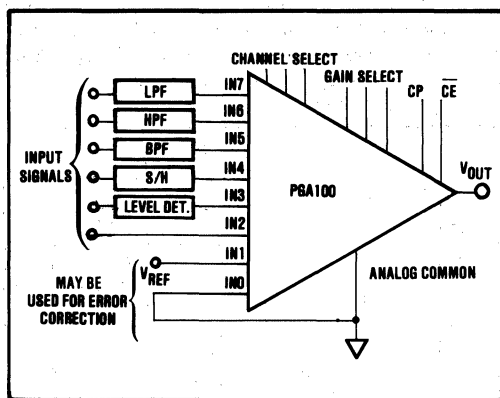 CHANNEL SELECT
GAIN SELECT
CP
CE
LPF
IN7
HPF
IN6
BPF
IN5
INPUT
SIGNALS
S/H
IN4
LEVEL DET.
IN3
IN2
PGA100
VOUT
VREF
IN1
IN0
MAY BE
USED FOR ERROR
CORRECTION
ANALOG COMMON